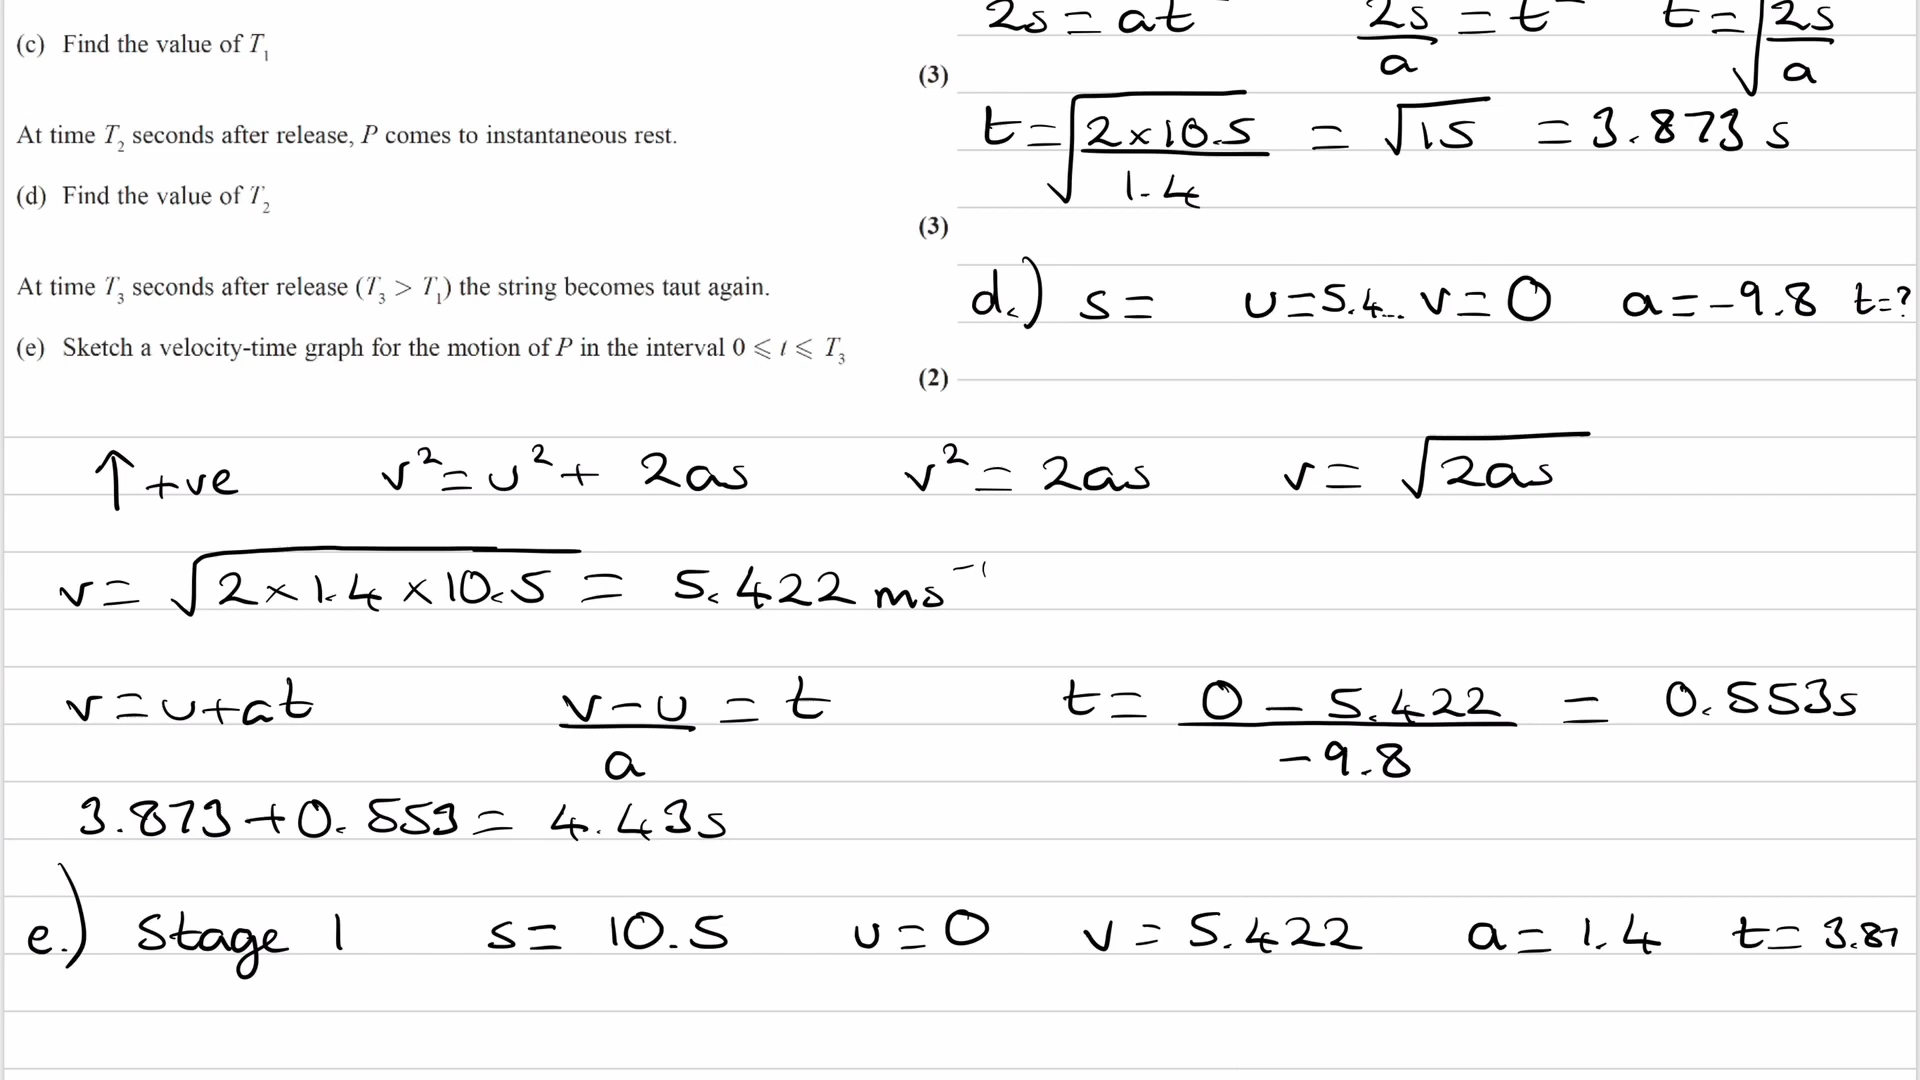 (c) Find the value of T₁
(3)
At time T₂ seconds after release, P comes to instantaneous rest.
(d) Find the value of T₂
(3)
At time T₃ seconds after release (T₃ > T₁) the string becomes taut again.
(e) Sketch a velocity-time graph for the motion of P in the interval 0 ⩽ t ⩽ T₃
(2)
2s = at² 2s/a = t² t = √(2s/a)
t = √(2×10.5/1.4) = √15 = 3.873 s
d.) s = u = 5.4... v = 0 a = -9.8 t = ?
↑ +ve v² = u² + 2as v² = 2as v = √2as
v = √2×1.4×10.5 = 5.422 ms⁻¹
v = u + at v-u/a = t t = 0 - 5.422/-9.8 = 0.553s
3.873 + 0.553 = 4.43s
e.) Stage 1 s = 10.5 u = 0 v = 5.422 a = 1.4 t = 3.87